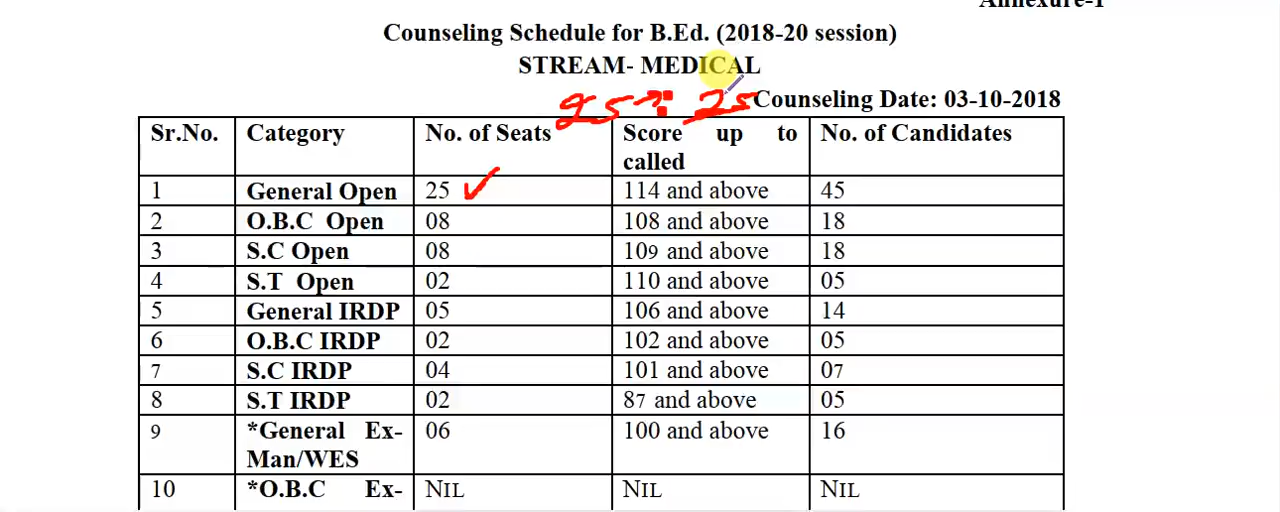 Annexure-1
Counseling Schedule for B.Ed. (2018-20 session)
STREAM- MEDICAL
25 → : 25
Counseling Date: 03-10-2018
Sr.No. Category No. of Seats Score up to called No. of Candidates
1 General Open 25 ✓ 114 and above 45
2 O.B.C Open 08 108 and above 18
3 S.C Open 08 109 and above 18
4 S.T Open 02 110 and above 05
5 General IRDP 05 106 and above 14
6 O.B.C IRDP 02 102 and above 05
7 S.C IRDP 04 101 and above 07
8 S.T IRDP 02 87 and above 05
9 *General Ex-Man/WES 06 100 and above 16
10 *O.B.C Ex- NIL NIL NIL